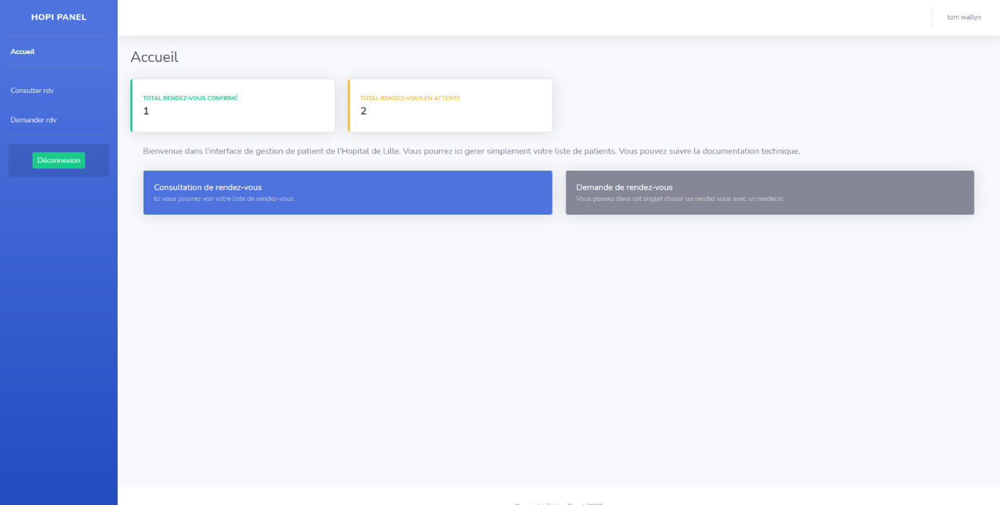 HOPI PANEL
tom wallyn
Accueil
Consulter rdv
Demander rdv
Déconnexion
Accueil
TOTAL RENDEZ-VOUS CONFIRMÉ
1
TOTAL RENDEZ-VOUS EN ATTENTE
2
Bienvenue dans l'interface de gestion de patient de l'Hopital de Lille. Vous pourrez ici gerer simplement votre liste de patients. Vous pouvez suivre la documentation technique.
Consultation de rendez-vous
Ici vous pourrez voir votre liste de rendez-vous.
Demande de rendez-vous
Vous pouvez dans cet onglet choisir un rendez vous avec un medecin.